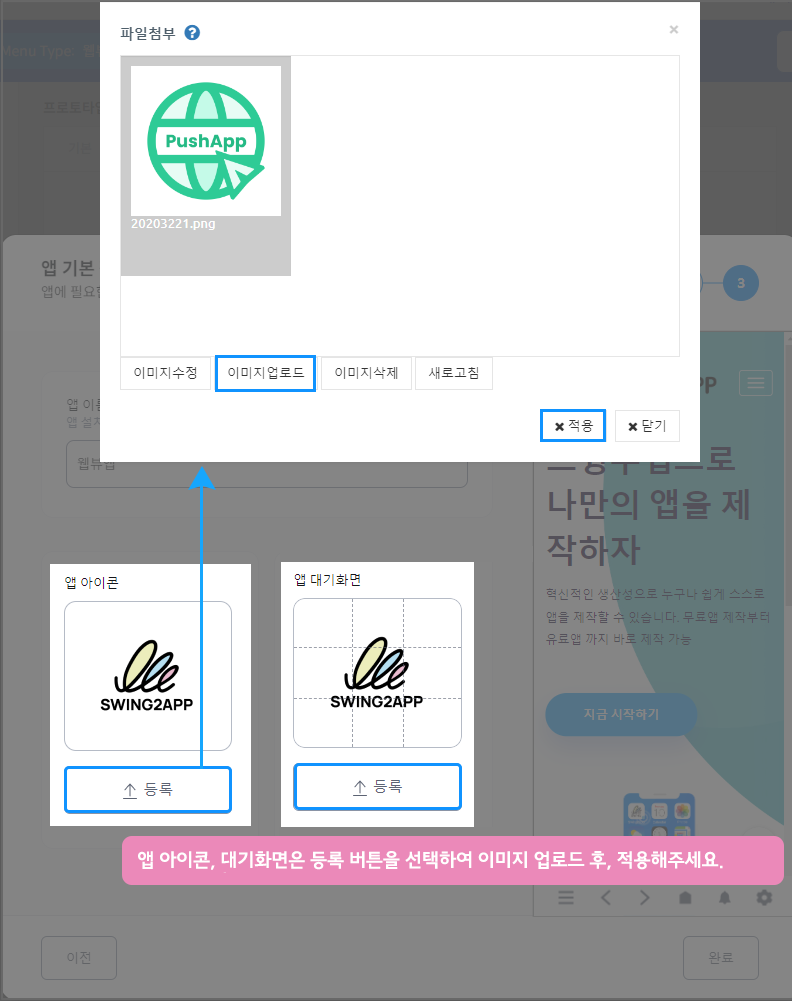 파일첨부
×
Menu Type:
프로토타입
PushApp
20203221.png
앱 기본
앱에 필요한
3
이미지수정
이미지업로드
이미지삭제
새로고침
적용
닫기
앱 이름
앱 설치
웹뷰앱
나만의 앱을 제
작하자
혁신적인 생산성으로 누구나 쉽게 스스로
앱을 제작할 수 있습니다. 무료앱 제작부터
유료앱 까지 바로 제작 가능
지금 시작하기
앱 아이콘
SWING2APP
등록
앱 대기화면
SWING2APP
등록
앱 아이콘, 대기화면은 등록 버튼을 선택하여 이미지 업로드 후, 적용해주세요.
이전
완료